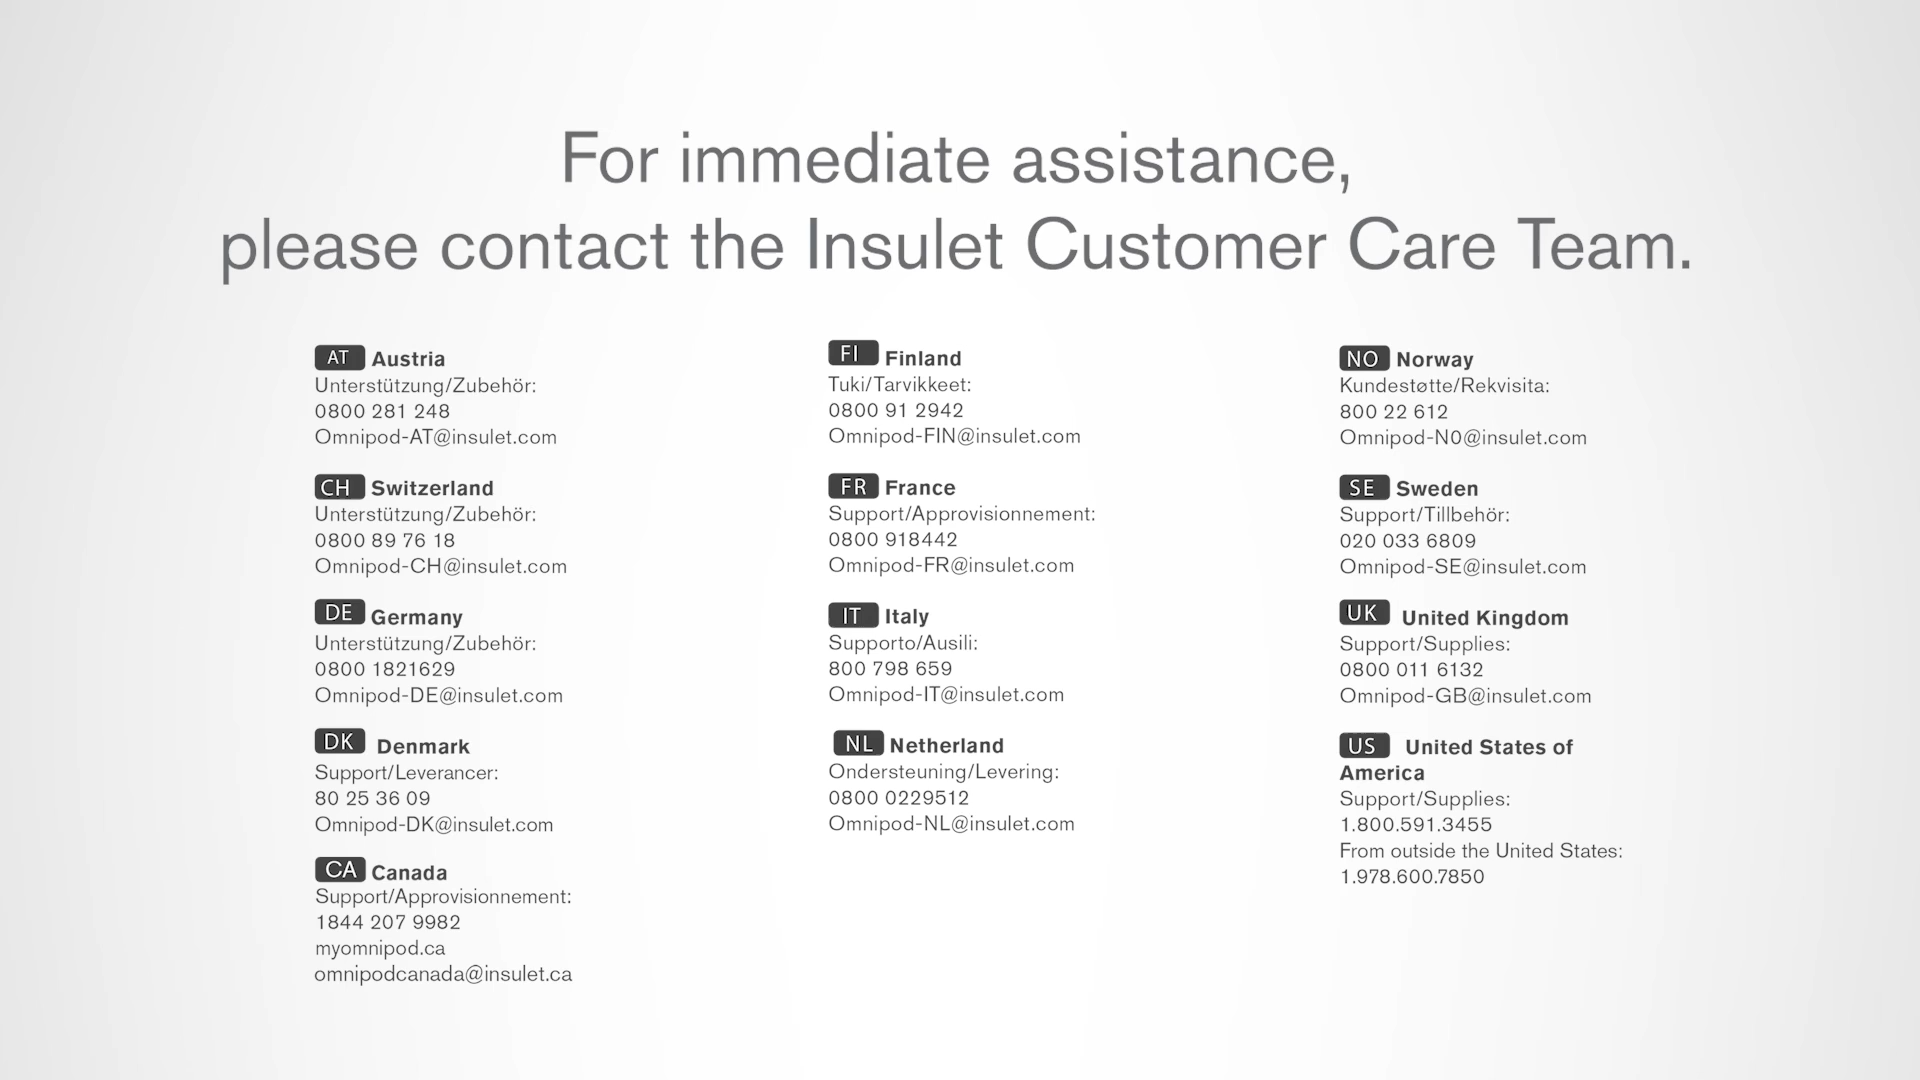 For immediate assistance,
please contact the Insulet Customer Care Team.
AT Austria
Unterstützung/Zubehör:
0800 281 248
Omnipod-AT@insulet.com
CH Switzerland
Unterstützung/Zubehör:
0800 89 76 18
Omnipod-CH@insulet.com
DE Germany
Unterstützung/Zubehör:
0800 1821629
Omnipod-DE@insulet.com
DK Denmark
Support/Leverancer:
80 25 36 09
Omnipod-DK@insulet.com
CA Canada
Support/Approvisionnement:
1844 207 9982
myomnipod.ca
omnipodcanada@insulet.ca
FI Finland
Tuki/Tarvikkeet:
0800 91 2942
Omnipod-FIN@insulet.com
FR France
Support/Approvisionnement:
0800 918442
Omnipod-FR@insulet.com
IT Italy
Supporto/Ausili:
800 798 659
Omnipod-IT@insulet.com
NL Netherland
Ondersteuning/Levering:
0800 0229512
Omnipod-NL@insulet.com
NO Norway
Kundestøtte/Rekvisita:
800 22 612
Omnipod-N0@insulet.com
SE Sweden
Support/Tillbehör:
020 033 6809
Omnipod-SE@insulet.com
UK United Kingdom
Support/Supplies:
0800 011 6132
Omnipod-GB@insulet.com
US United States of
America
Support/Supplies:
1.800.591.3455
From outside the United States:
1.978.600.7850